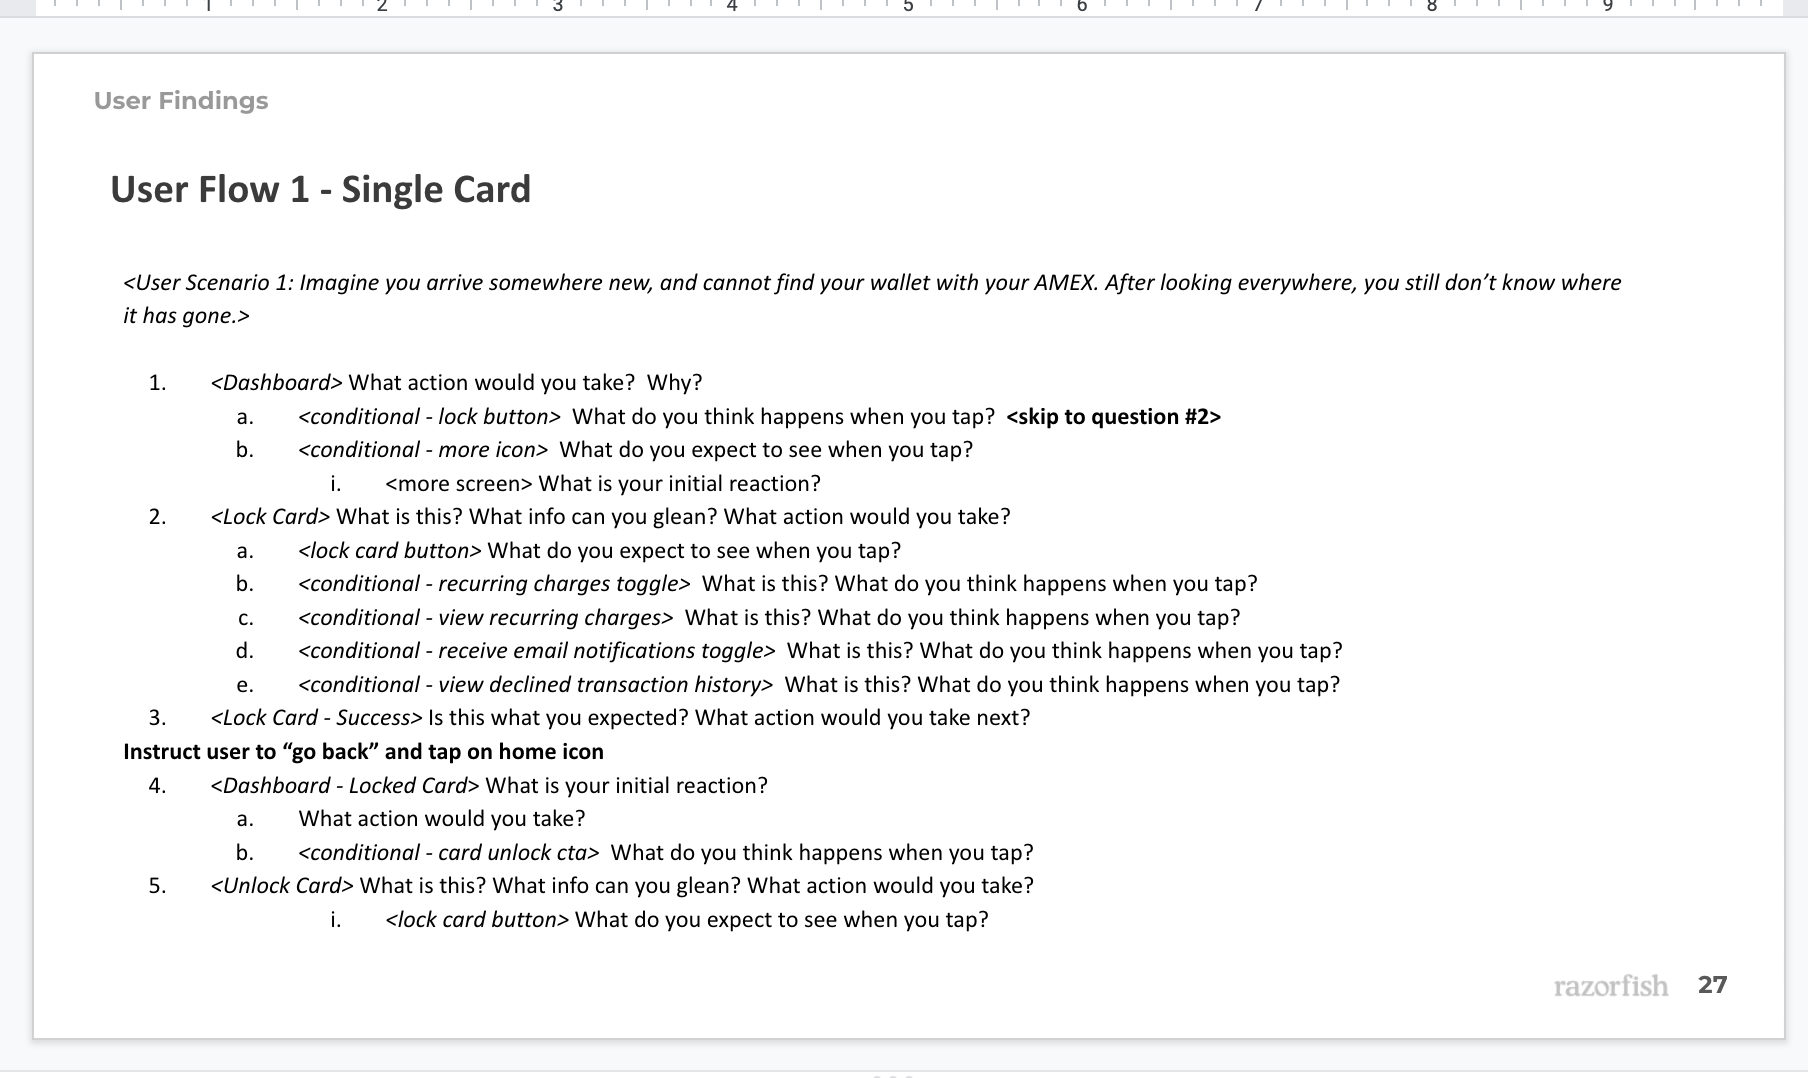 1 2 3 4 5 6 7 8 9
User Findings
User Flow 1 - Single Card
<User Scenario 1: Imagine you arrive somewhere new, and cannot find your wallet with your AMEX. After looking everywhere, you still don’t know where
it has gone.>
1. <Dashboard> What action would you take?  Why?
a. <conditional - lock button>  What do you think happens when you tap?  <skip to question #2>
b. <conditional - more icon>  What do you expect to see when you tap?
i. <more screen> What is your initial reaction?
2. <Lock Card> What is this? What info can you glean? What action would you take?
a. <lock card button> What do you expect to see when you tap?
b. <conditional - recurring charges toggle>  What is this? What do you think happens when you tap?
c. <conditional - view recurring charges>  What is this? What do you think happens when you tap?
d. <conditional - receive email notifications toggle>  What is this? What do you think happens when you tap?
e. <conditional - view declined transaction history>  What is this? What do you think happens when you tap?
3. <Lock Card - Success> Is this what you expected? What action would you take next?
Instruct user to “go back” and tap on home icon
4. <Dashboard - Locked Card> What is your initial reaction?
a. What action would you take?
b. <conditional - card unlock cta>  What do you think happens when you tap?
5. <Unlock Card> What is this? What info can you glean? What action would you take?
i. <lock card button> What do you expect to see when you tap?
razorfish 27